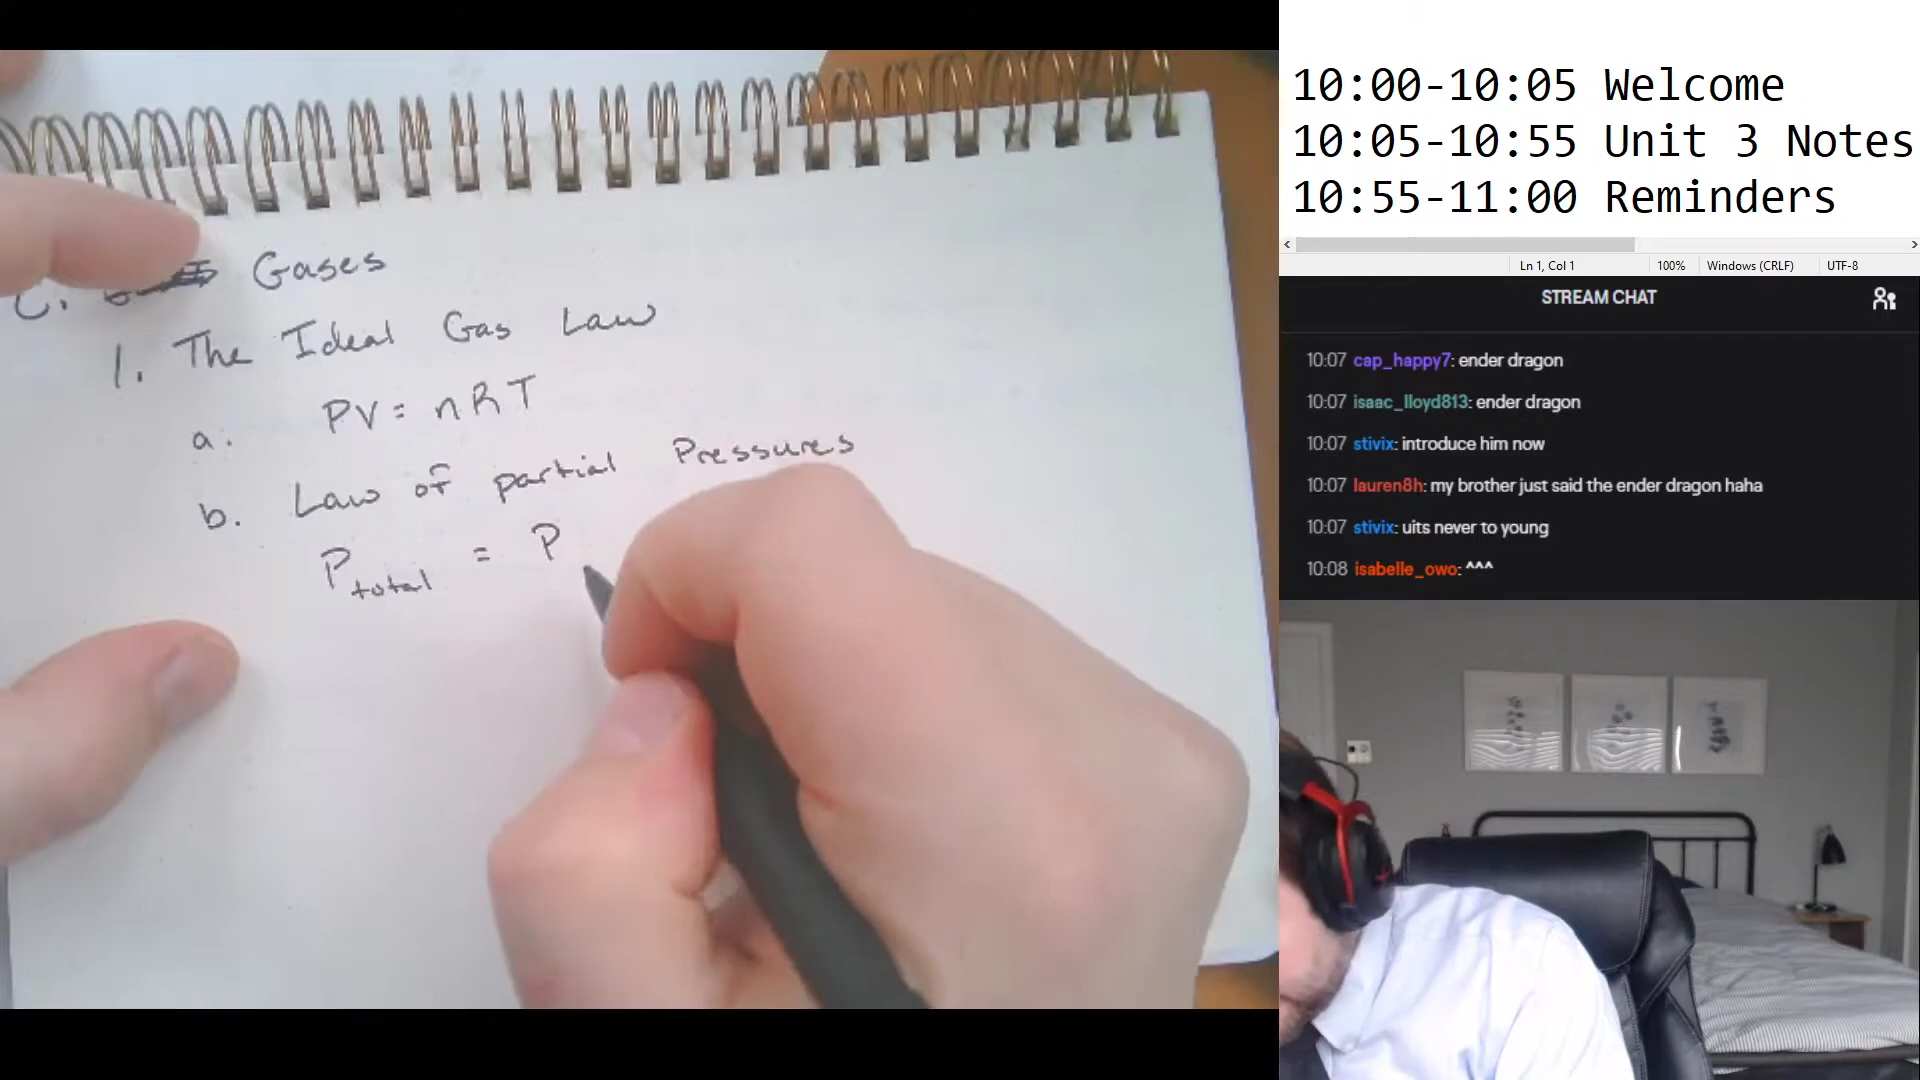 C. Gases
1. The Ideal Gas Law
a. PV = nRT
b. Law of partial Pressures
P total = P
10:00-10:05 Welcome
10:05-10:55 Unit 3 Notes
10:55-11:00 Reminders
Ln 1, Col 1 100% Windows (CRLF) UTF-8
STREAM CHAT
10:07 cap_happy7: ender dragon
10:07 isaac_lloyd813: ender dragon
10:07 stivix: introduce him now
10:07 lauren8h: my brother just said the ender dragon haha
10:07 stivix: uits never to young
10:08 isabelle_owo: ^^^